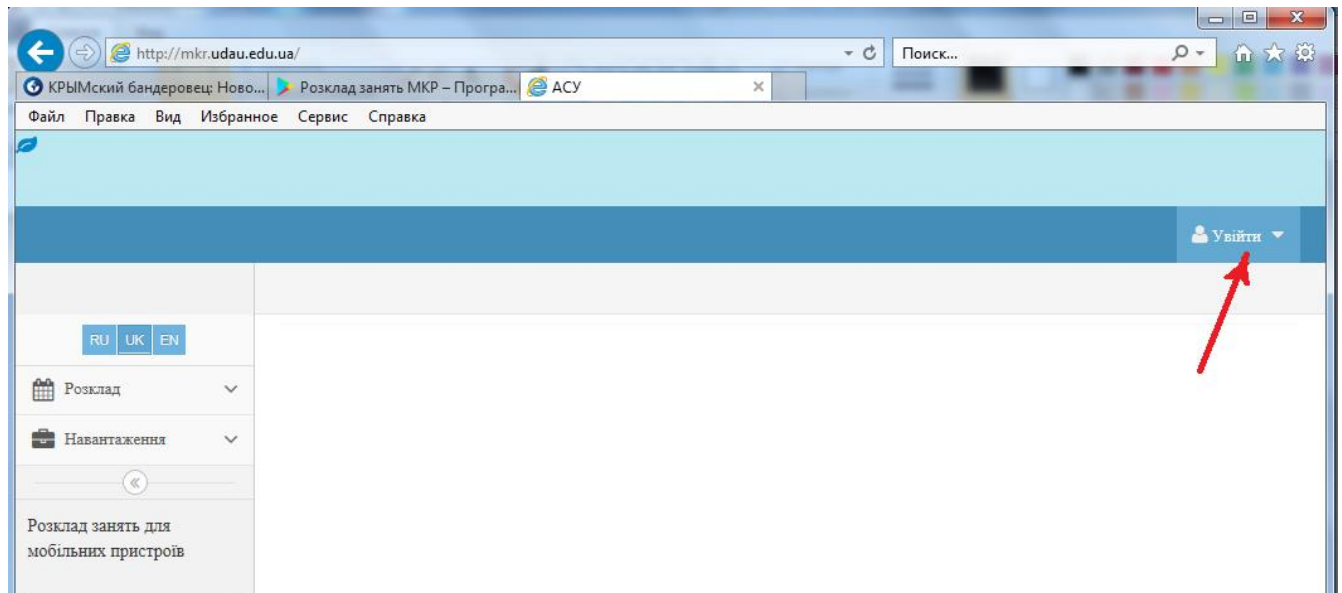 http://mkr.udau.edu.ua/
Поиск...
КРЫМский бандеровец: Ново...
Розклад занять МКР – Програ...
АСУ
Файл Правка Вид Избранное Сервис Справка
Увійти
RU UK EN
Розклад
Навантаження
Розклад занять для
мобільних пристроїв